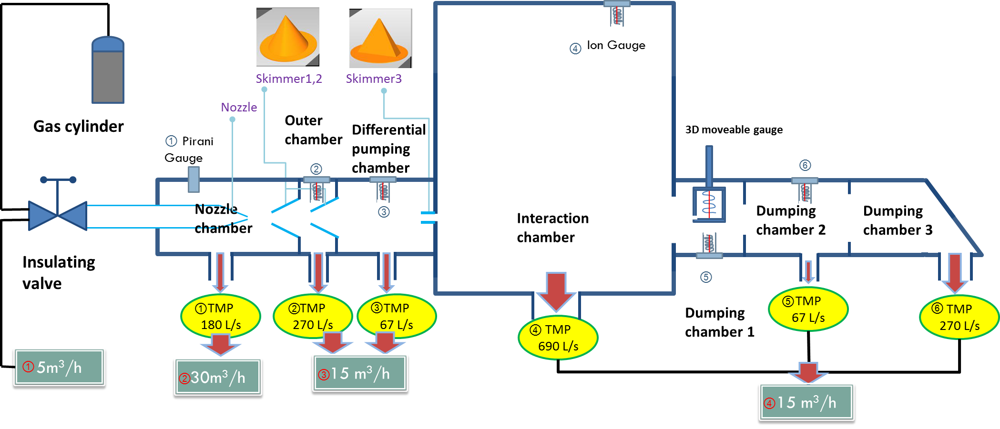 Skimmer1,2
Skimmer3
Nozzle
Gas cylinder
① Pirani
Gauge
Outer
chamber
Differential
pumping
chamber
④ Ion Gauge
3D moveable gauge
②
③
⑥
⑤
Nozzle
chamber
Interaction
chamber
Dumping
chamber 2
Dumping
chamber 3
Insulating
valve
Dumping
chamber 1
①TMP
180 L/s
②TMP
270 L/s
③TMP
67 L/s
④ TMP
690 L/s
⑤TMP
67 L/s
⑥ TMP
270 L/s
①5m³/h
②30m³/h
③15 m³/h
④15 m³/h